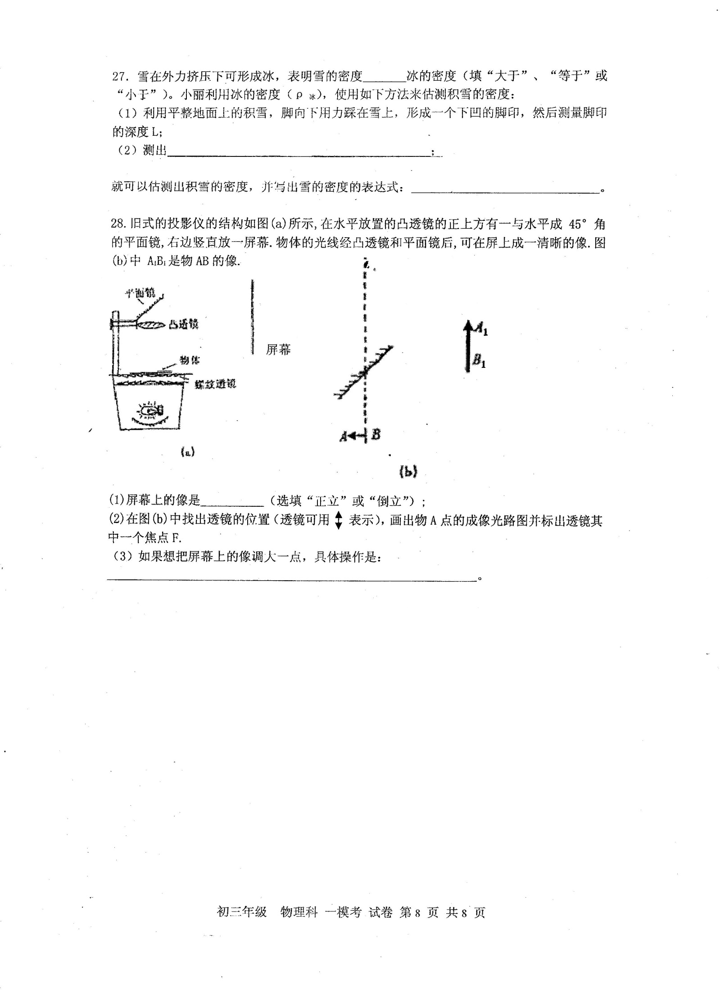 27. 雪在外力挤压下可形成冰，表明雪的密度_______冰的密度（填“大于”、“等于”或
“小于”）。小丽利用冰的密度（ρ冰），使用如下方法来估测积雪的密度：
（1）利用平整地面上的积雪，脚向下用力踩在雪上，形成一个下凹的脚印，然后测量脚印
的深度 L；
（2）测出__________________________________________；
就可以估测出积雪的密度，并写出雪的密度的表达式：______________________________。
28. 旧式的投影仪的结构如图(a)所示, 在水平放置的凸透镜的正上方有一与水平成 45° 角
的平面镜, 右边竖直放一屏幕. 物体的光线经凸透镜和平面镜后, 可在屏上成一清晰的像. 图
(b)中 A₁B₁是物 AB 的像.
平面镜
凸透镜
屏幕
物体
螺纹透镜
(a)
A₁
B₁
A
B
(b)
(1)屏幕上的像是__________（选填“正立”或“倒立”）;
(2)在图(b)中找出透镜的位置（透镜可用 表示）, 画出物 A 点的成像光路图并标出透镜其
中一个焦点 F.
（3）如果想把屏幕上的像调大一点，具体操作是：
____________________________________________________________。
初三年级 物理科 一模考 试卷 第 8 页 共 8 页